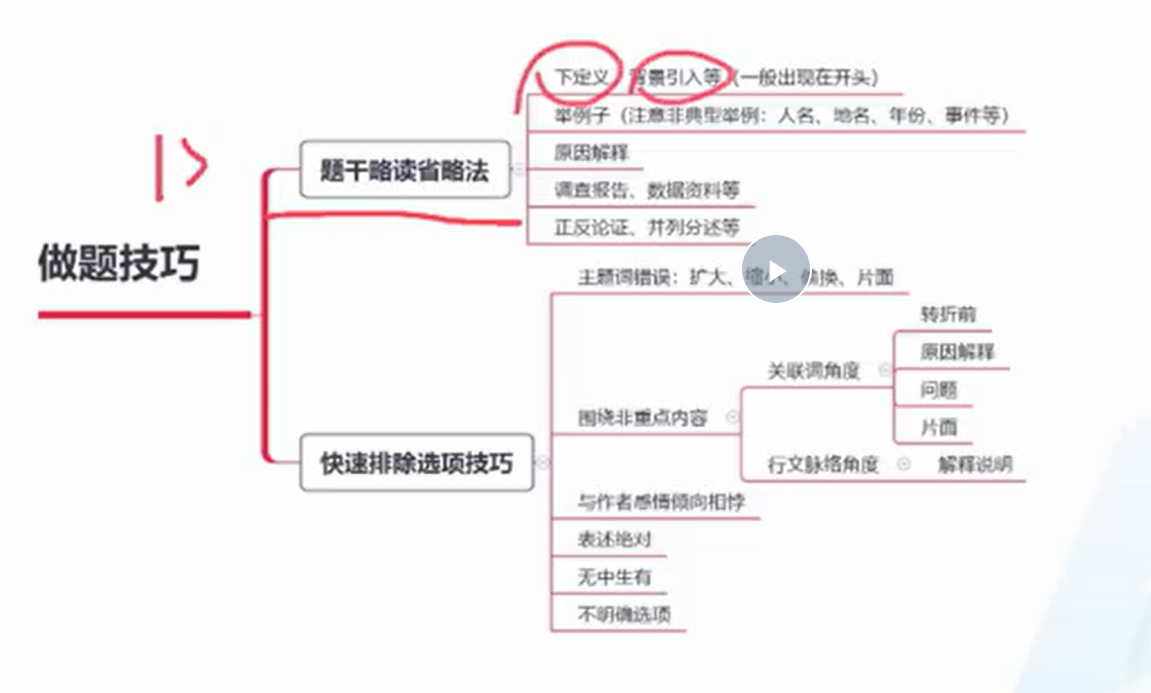 下定义、背景引入等（一般出现在开头）
举例子（注意非典型举例：人名、地名、年份、事件等）
题干略读省略法
原因解释
调查报告、数据资料等
正反论证、并列分述等
做题技巧
主题词错误：扩大、缩小、偷换、片面
转折前
原因解释
关联词角度
问题
围绕非重点内容
片面
快速排除选项技巧
行文脉络角度
解释说明
与作者感情倾向相悖
表述绝对
无中生有
不明确选项